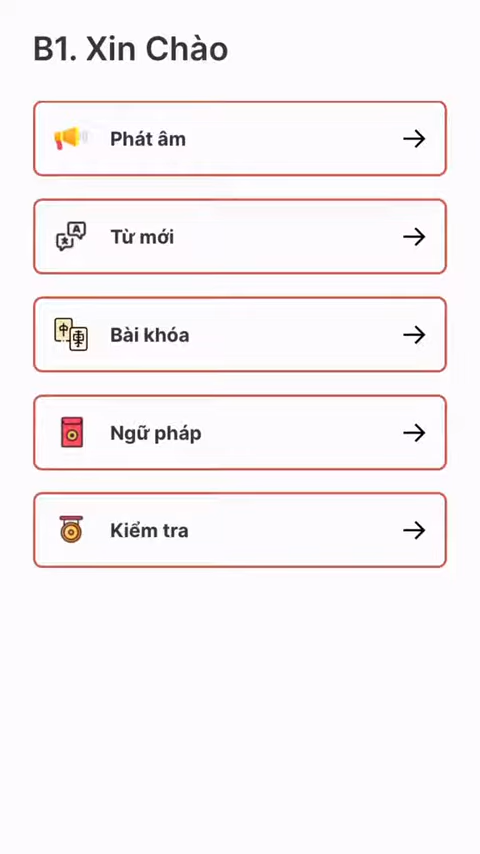 B1. Xin Chào
Phát âm
Từ mới
Bài khóa
Ngữ pháp
Kiểm tra